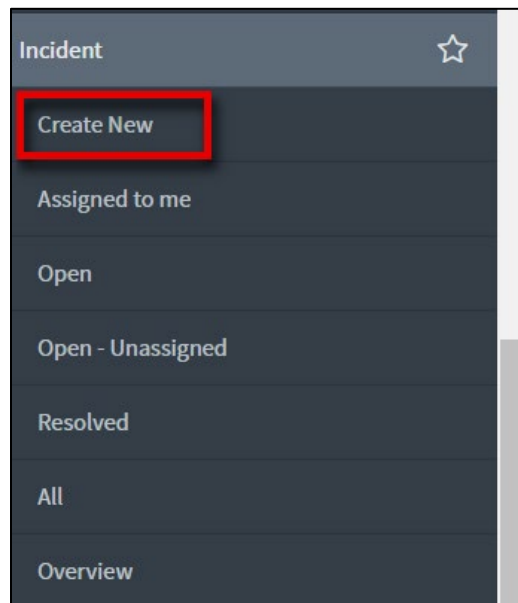 Incident
Create New
Assigned to me
Open
Open - Unassigned
Resolved
All
Overview